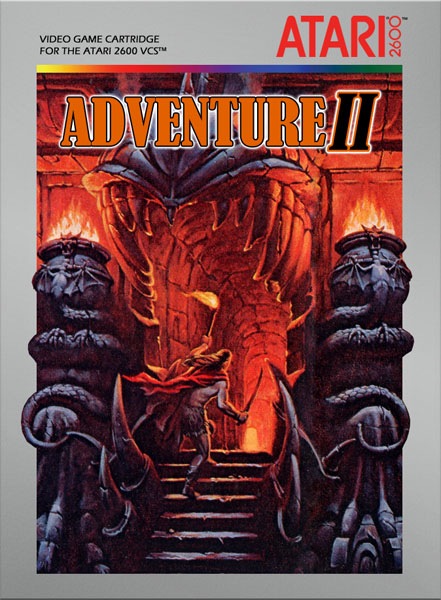 VIDEO GAME CARTRIDGE
FOR THE ATARI 2600 VCS™
ATARI®
2600
ADVENTURE II